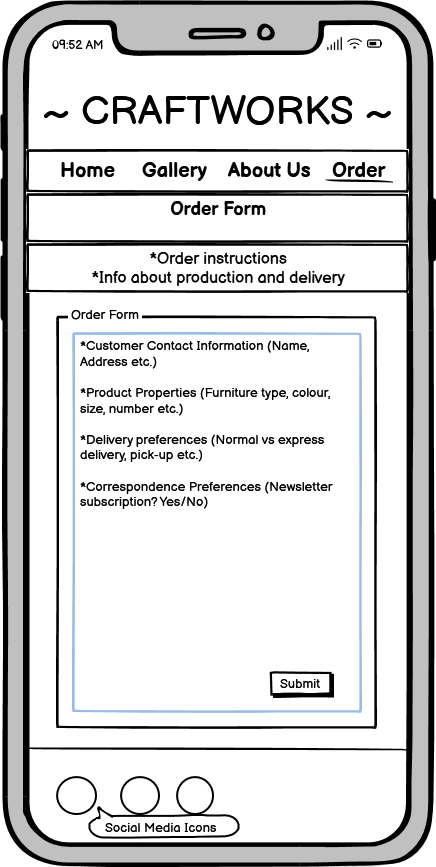 09:52 AM
~ CRAFTWORKS ~
Home Gallery About Us Order
Order Form
*Order instructions
*Info about production and delivery
Order Form
*Customer Contact Information (Name,
Address etc.)
*Product Properties (Furniture type, colour,
size, number etc.)
*Delivery preferences (Normal vs express
delivery, pick-up etc.)
*Correspondence Preferences (Newsletter
subscription? Yes/No)
Submit
Social Media Icons